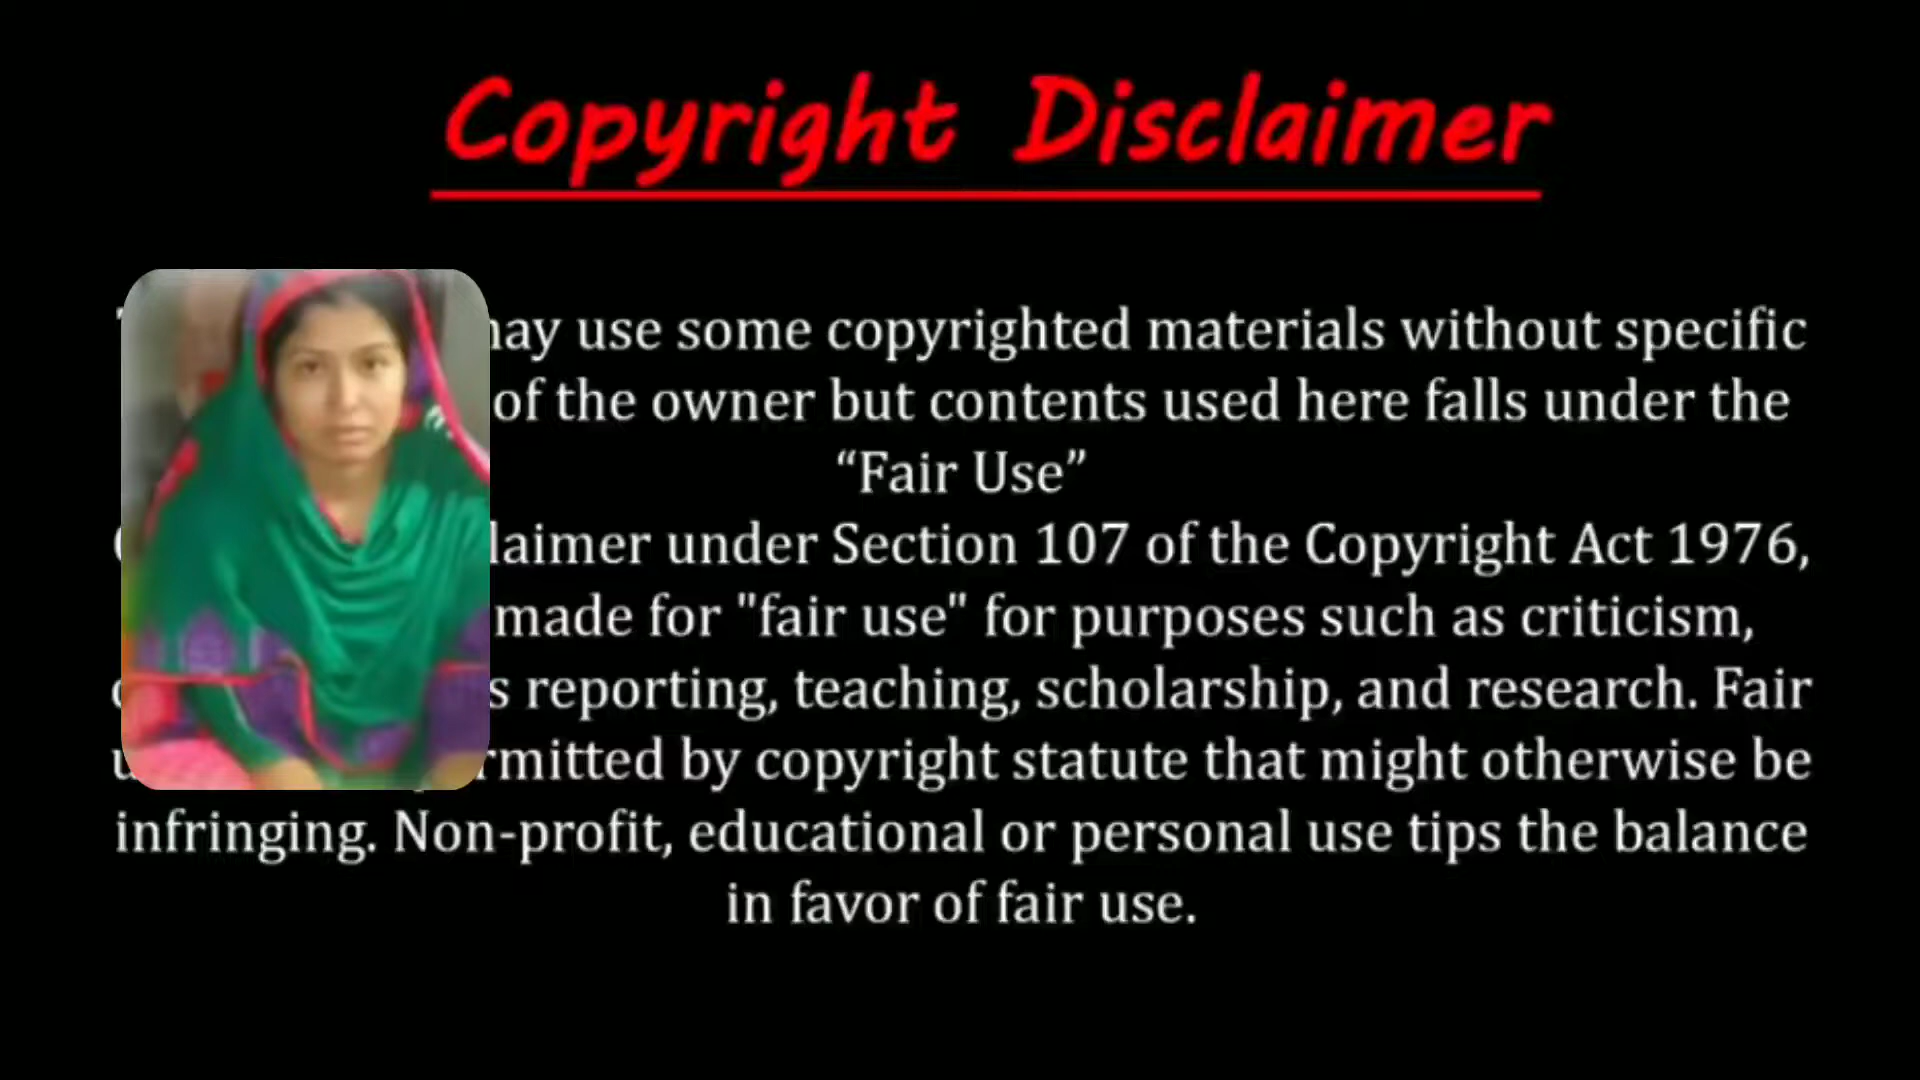 Copyright Disclaimer
may use some copyrighted materials without specific
of the owner but contents used here falls under the
“Fair Use”
under Section 107 of the Copyright Act 1976,
made for "fair use" for purposes such as criticism,
reporting, teaching, scholarship, and research. Fair
by copyright statute that might otherwise be
infringing. Non-profit, educational or personal use tips the balance
in favor of fair use.